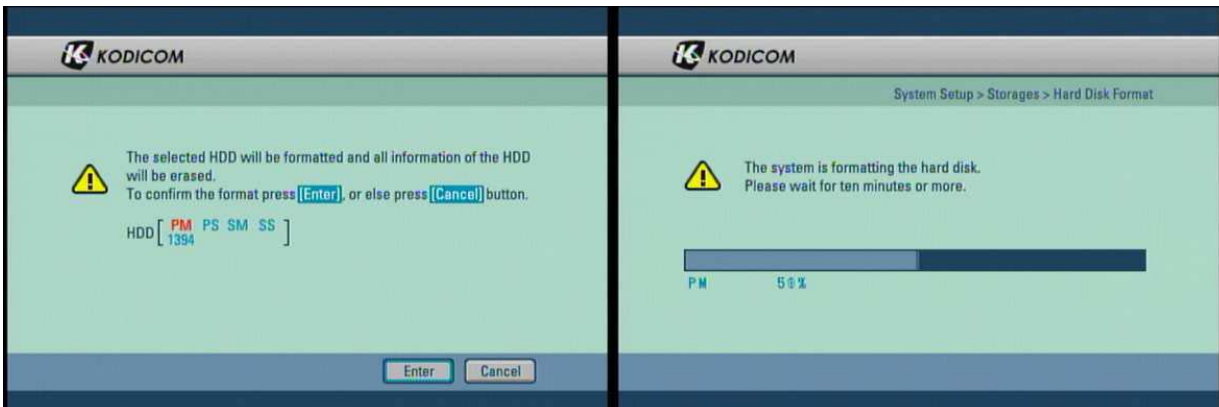 KODICOM
The selected HDD will be formatted and all information of the HDD
will be erased.
To confirm the format press [Enter], or else press [Cancel] button.
HDD [ PM PS SM SS ]
1394
Enter Cancel
KODICOM
System Setup > Storages > Hard Disk Format
The system is formatting the hard disk.
Please wait for ten minutes or more.
PM 50%